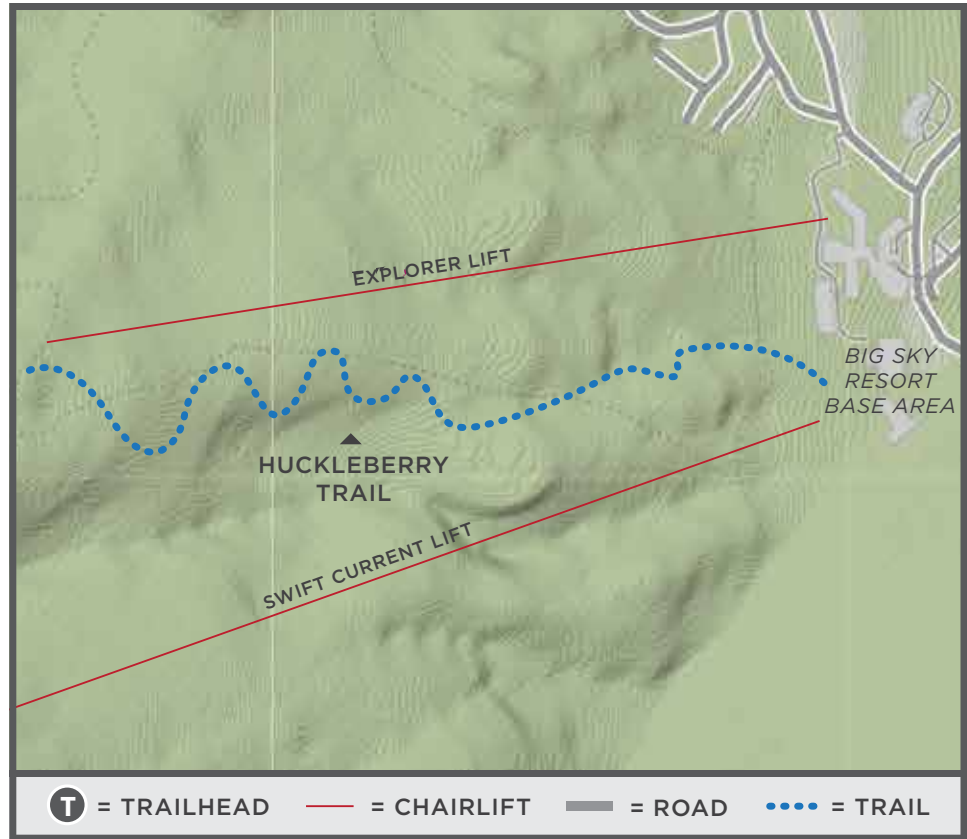 EXPLORER LIFT
BIG SKY
RESORT
BASE AREA
HUCKLEBERRY
TRAIL
SWIFT CURRENT LIFT
T = TRAILHEAD = CHAIRLIFT = ROAD = TRAIL